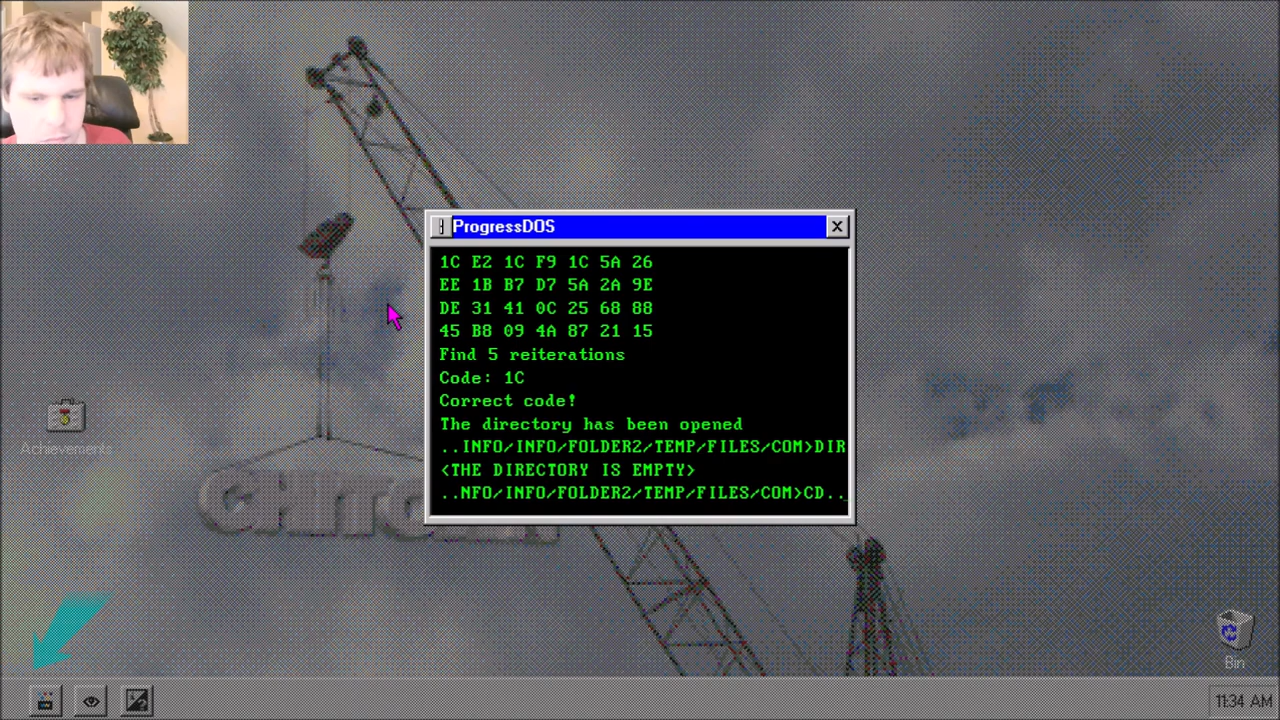 ProgressDOS
1C E2 1C F9 1C 5A 26
EE 1B B7 D7 5A 2A 9E
DE 31 41 0C 25 68 88
45 B8 09 4A 87 21 15
Find 5 reiterations
Code: 1C
Correct code!
The directory has been opened
..INFO/INFO/FOLDER2/TEMP/FILES/COM>DIR
<THE DIRECTORY IS EMPTY>
..NFO/INFO/FOLDER2/TEMP/FILES/COM>CD.._
Achievements
Bin
11:34 AM